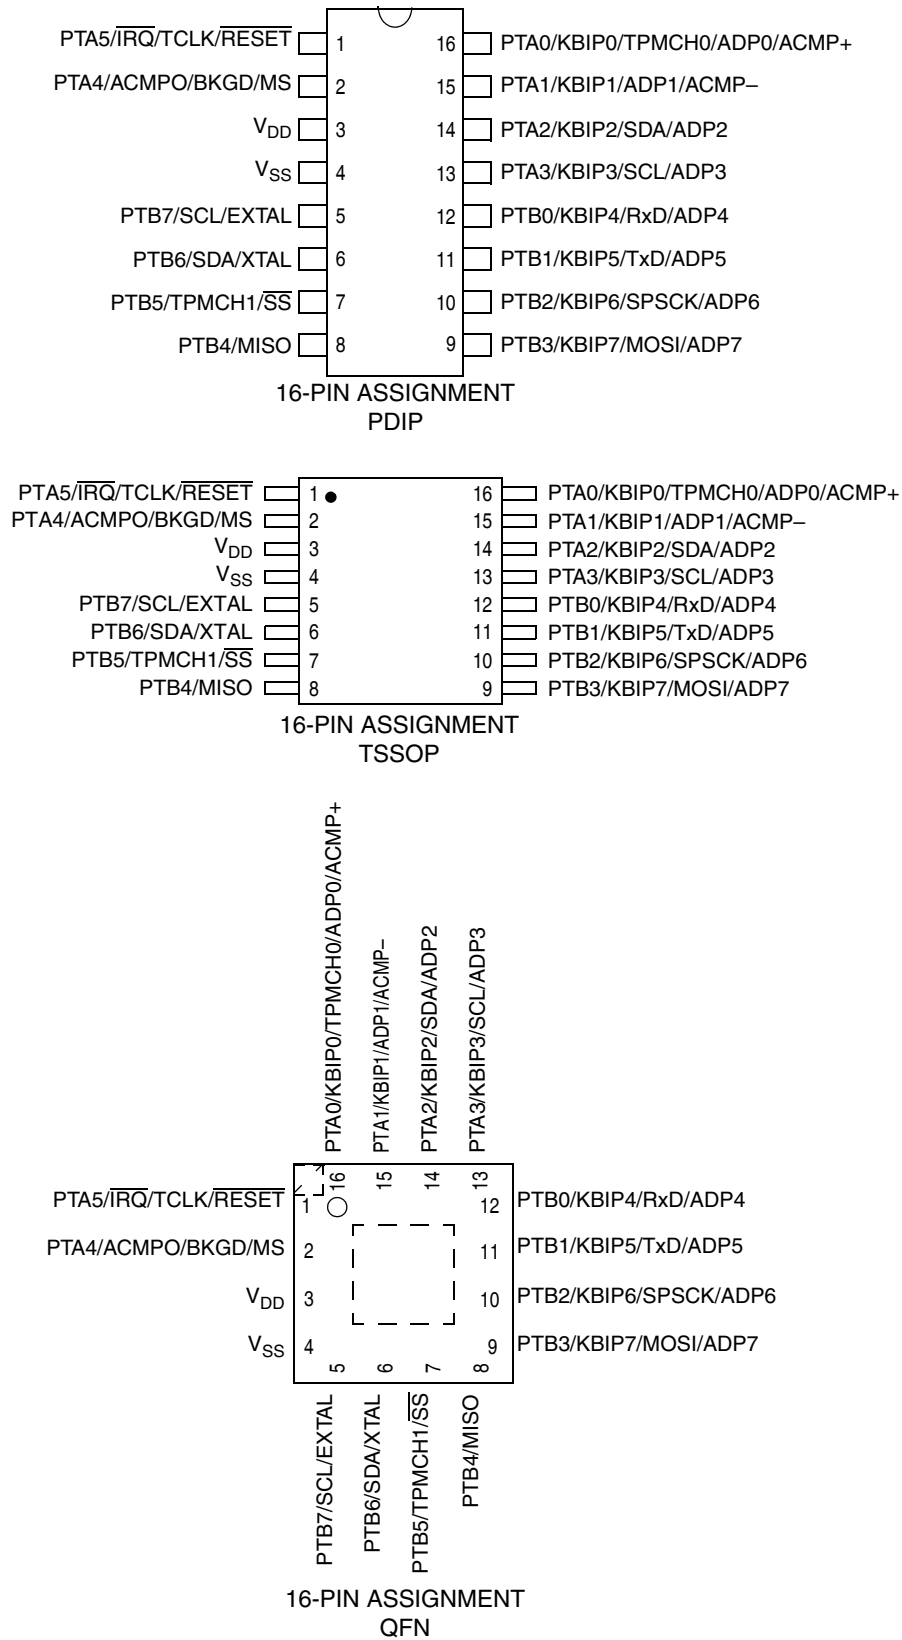 PTA5/IRQ/TCLK/RESET 1 16 PTA0/KBIP0/TPMCH0/ADP0/ACMP+
PTA4/ACMPO/BKGD/MS 2 15 PTA1/KBIP1/ADP1/ACMP–
VDD 3 14 PTA2/KBIP2/SDA/ADP2
VSS 4 13 PTA3/KBIP3/SCL/ADP3
PTB7/SCL/EXTAL 5 12 PTB0/KBIP4/RxD/ADP4
PTB6/SDA/XTAL 6 11 PTB1/KBIP5/TxD/ADP5
PTB5/TPMCH1/SS 7 10 PTB2/KBIP6/SPSCK/ADP6
PTB4/MISO 8 9 PTB3/KBIP7/MOSI/ADP7
16-PIN ASSIGNMENT
PDIP
PTA5/IRQ/TCLK/RESET 1 16 PTA0/KBIP0/TPMCH0/ADP0/ACMP+
PTA4/ACMPO/BKGD/MS 2 15 PTA1/KBIP1/ADP1/ACMP–
VDD 3 14 PTA2/KBIP2/SDA/ADP2
VSS 4 13 PTA3/KBIP3/SCL/ADP3
PTB7/SCL/EXTAL 5 12 PTB0/KBIP4/RxD/ADP4
PTB6/SDA/XTAL 6 11 PTB1/KBIP5/TxD/ADP5
PTB5/TPMCH1/SS 7 10 PTB2/KBIP6/SPSCK/ADP6
PTB4/MISO 8 9 PTB3/KBIP7/MOSI/ADP7
16-PIN ASSIGNMENT
TSSOP
PTA0/KBIP0/TPMCH0/ADP0/ACMP+
PTA1/KBIP1/ADP1/ACMP–
PTA2/KBIP2/SDA/ADP2
PTA3/KBIP3/SCL/ADP3
16 15 14 13
PTA5/IRQ/TCLK/RESET 1 12 PTB0/KBIP4/RxD/ADP4
PTA4/ACMPO/BKGD/MS 2 11 PTB1/KBIP5/TxD/ADP5
VDD 3 10 PTB2/KBIP6/SPSCK/ADP6
VSS 4 9 PTB3/KBIP7/MOSI/ADP7
5 6 7 8
PTB7/SCL/EXTAL
PTB6/SDA/XTAL
PTB5/TPMCH1/SS
PTB4/MISO
16-PIN ASSIGNMENT
QFN